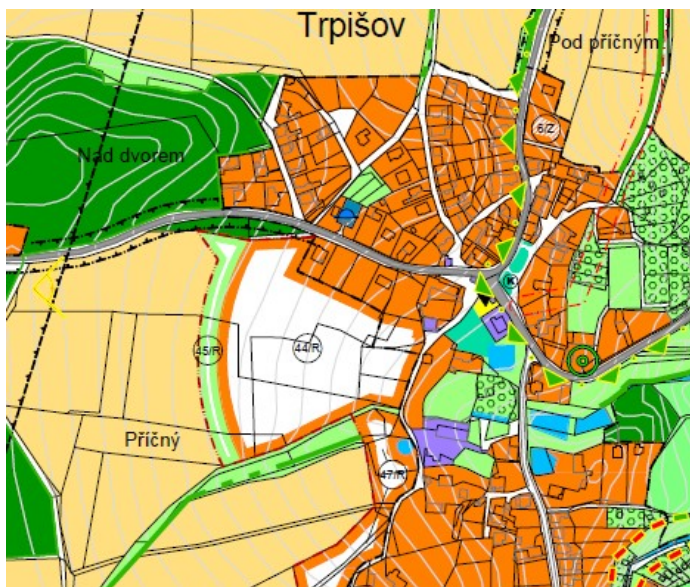 Trpišov
Pod příčným
6/Z
Nad dvorem
K
45/R
44/R
Příčný
47/R